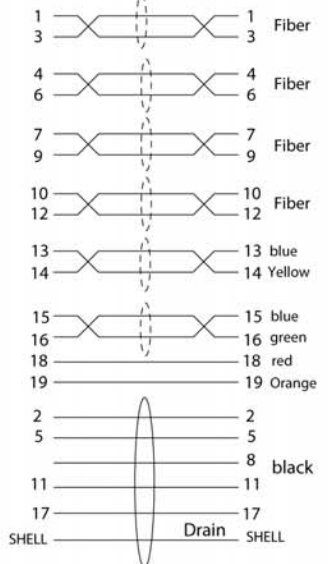 1 1
3 3 Fiber
4 4
6 6 Fiber
7 7
9 9 Fiber
10 10
12 12 Fiber
13 13 blue
14 14 Yellow
15 15 blue
16 16 green
18 18 red
19 19 Orange
2 2
5 5
8 black
11 11
17 17
SHELL Drain SHELL